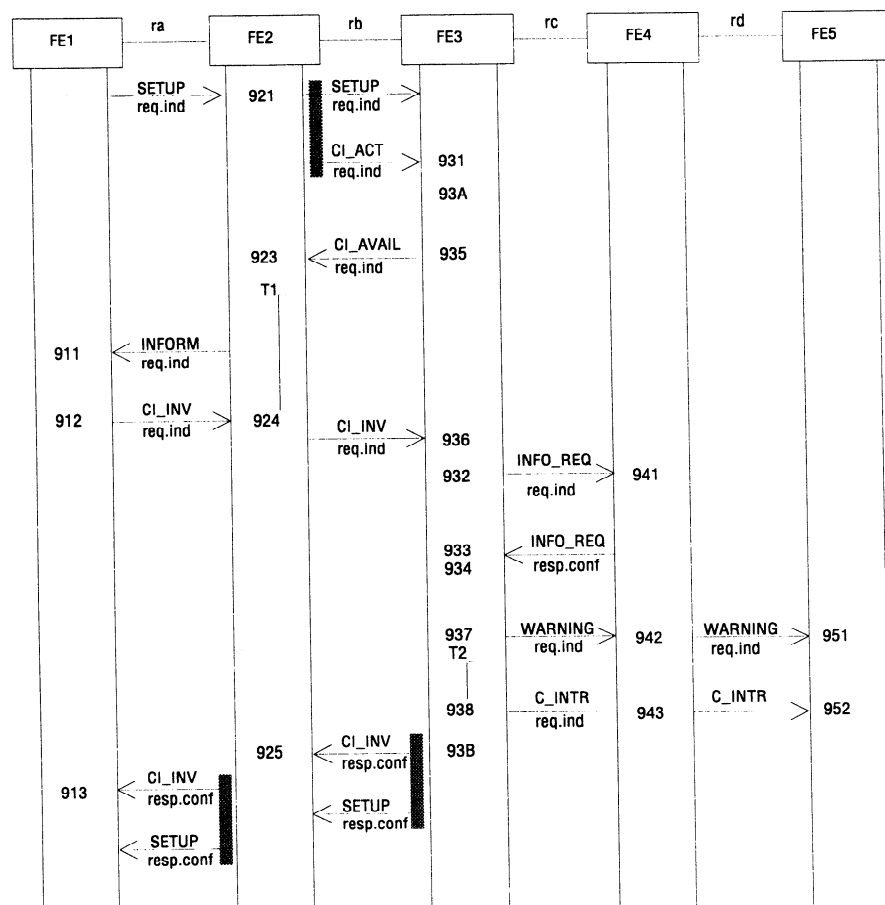 FE1 ra FE2 rb FE3 rc FE4 rd FE5
SETUP 921 SETUP
req.ind req.ind
CI_ACT 931
req.ind
93A
923 CI_AVAIL 935
req.ind
T1
911 INFORM
req.ind
912 CI_INV 924
req.ind
CI_INV 936
req.ind
932 INFO_REQ 941
req.ind
933 INFO_REQ
934 resp.conf
937 WARNING 942 WARNING 951
T2 req.ind req.ind
938 C_INTR 943 C_INTR 952
req.ind
925 CI_INV 93B
resp.conf
913 CI_INV
resp.conf
SETUP
resp.conf
SETUP
resp.conf